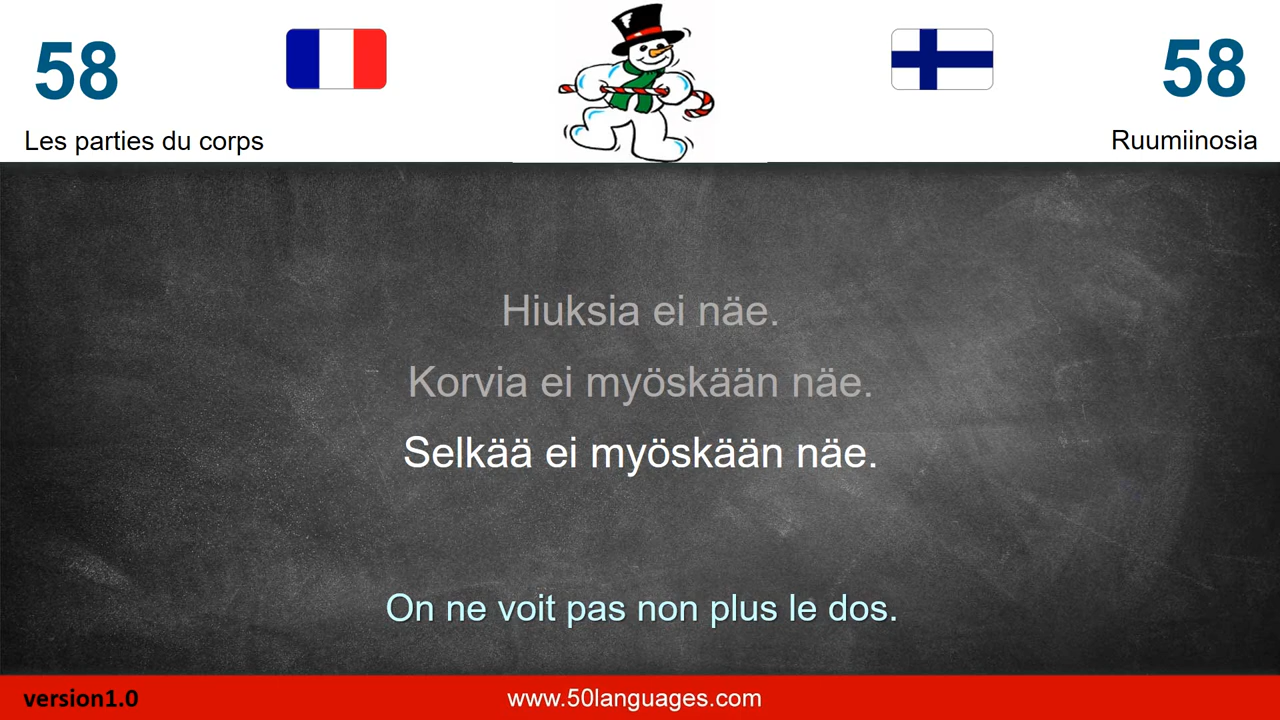 58
58
Les parties du corps
Ruumiinosia
Hiuksia ei näe.
Korvia ei myöskään näe.
Selkää ei myöskään näe.
On ne voit pas non plus le dos.
version1.0
www.50languages.com